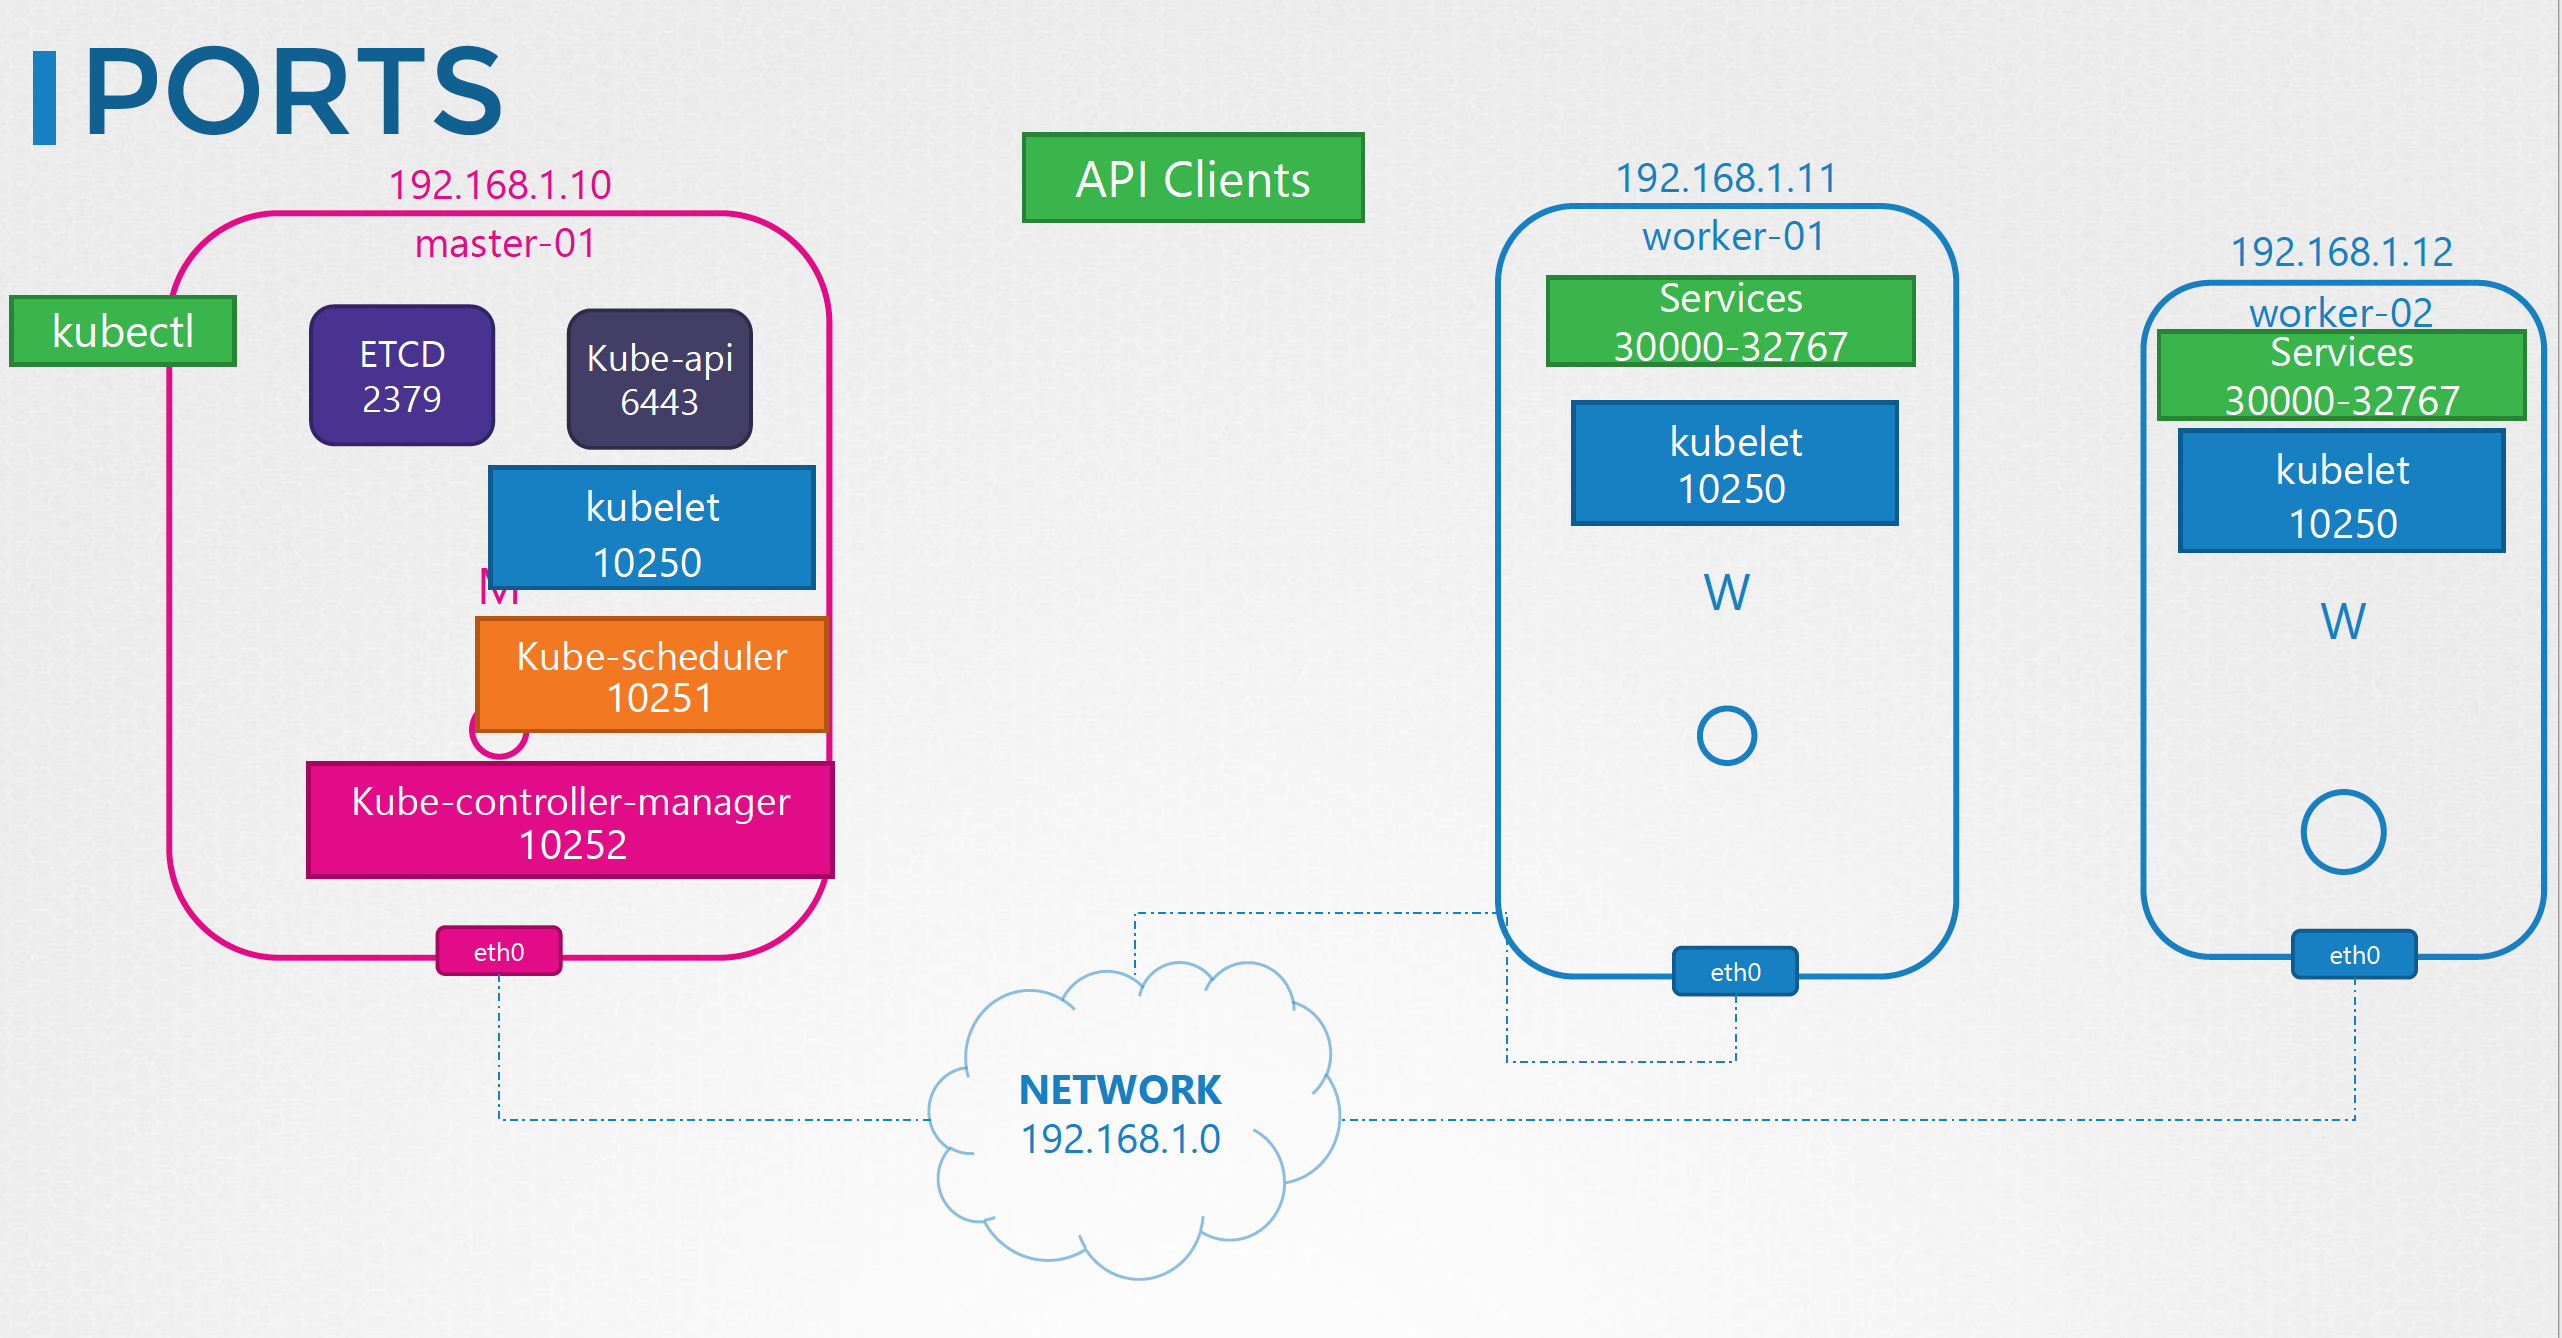 PORTS
192.168.1.10
master-01
kubectl
ETCD
2379
Kube-api
6443
kubelet
10250
M
Kube-scheduler
10251
Kube-controller-manager
10252
eth0
API Clients
192.168.1.11
worker-01
Services
30000-32767
kubelet
10250
W
eth0
192.168.1.12
worker-02
Services
30000-32767
kubelet
10250
W
eth0
NETWORK
192.168.1.0